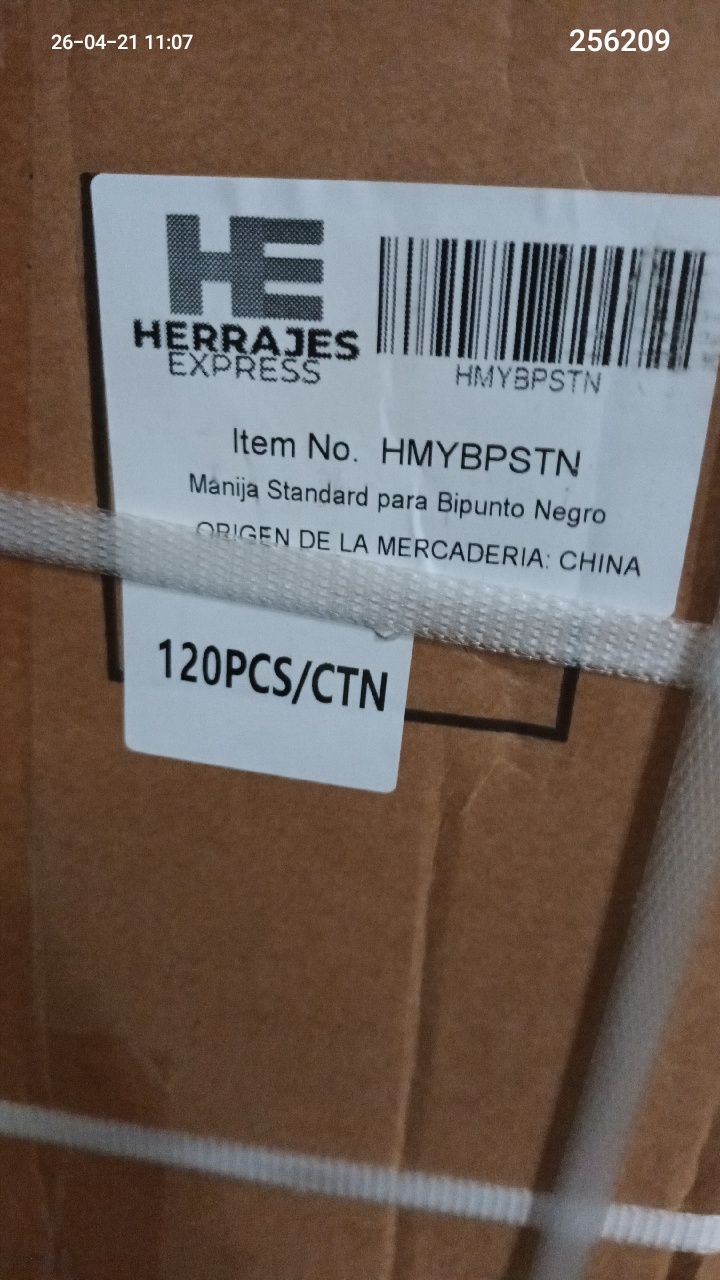 26-04-21 11:07
256209
HE
HERRAJES
EXPRESS
HMYBPSTN
Item No. HMYBPSTN
Manija Standard para Bipunto Negro
ORIGEN DE LA MERCADERIA: CHINA
120PCS/CTN